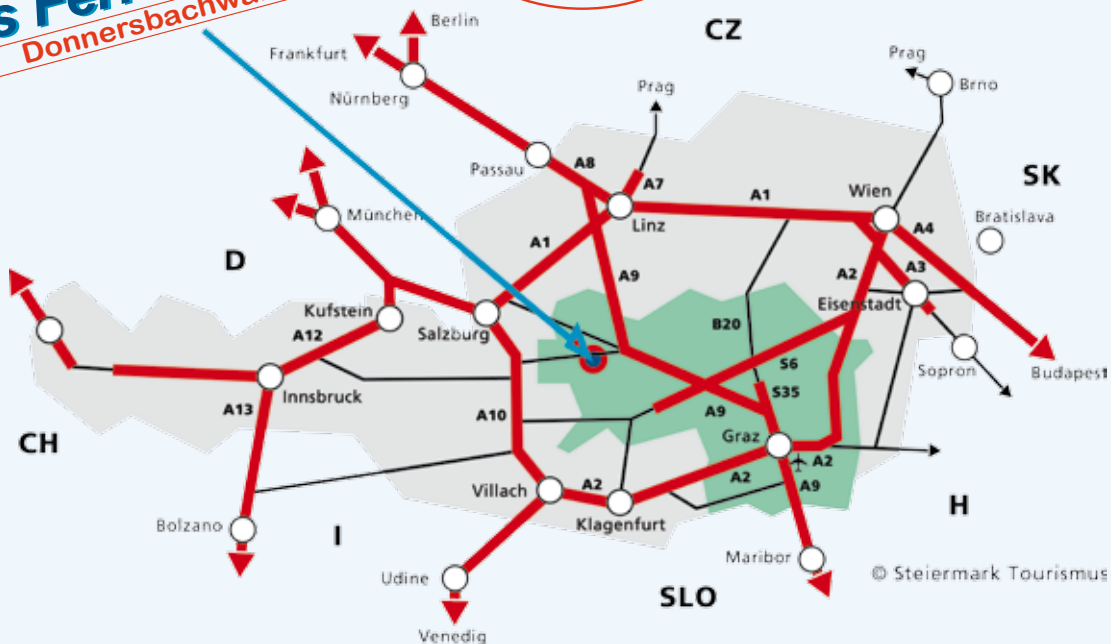 s Fer
Donnersbachwa
Berlin
CZ
Frankfurt
Prag
Nürnberg
Prag
Brno
Passau
A8
A7
SK
Wien
A1
München
Linz
Bratislava
A4
A1
D
A9
A2
A3
Kufstein
Eisenstadt
Salzburg
B20
A12
S6
Sopron
Budapest
Innsbruck
S35
A13
A10
A9
CH
Graz
A2
A2
Villach
A2
A9
Klagenfurt
H
Bolzano
I
Maribor
Udine
© Steiermark Tourismus
SLO
Venedig